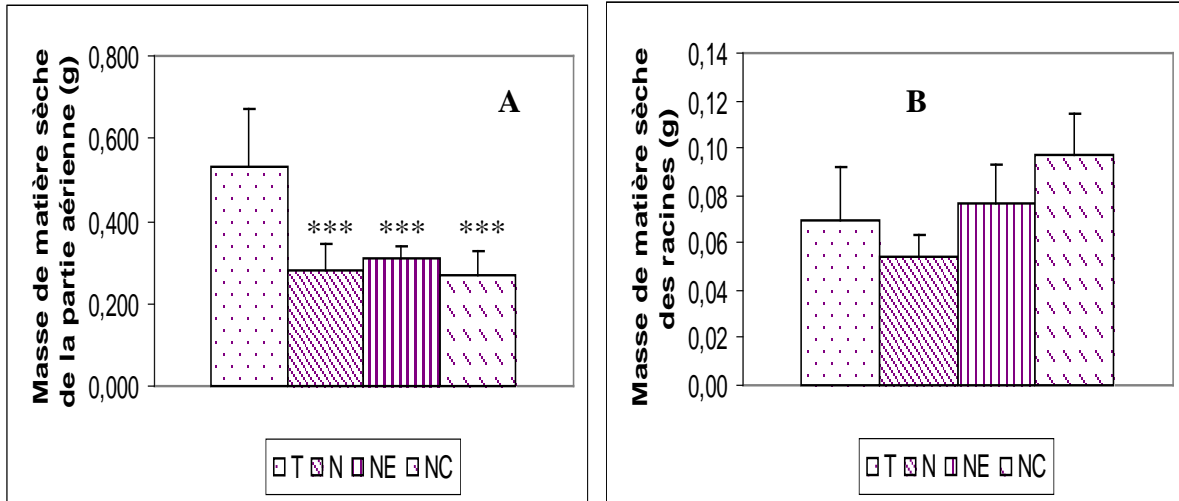 Masse de matière sèche
de la partie aérienne (g)
0,800
0,600
0,400
0,200
0,000
A
*** *** ***
T N NE NC
Masse de matière sèche
des racines (g)
0,14
0,12
0,10
0,08
0,06
0,04
0,02
0,00
B
T N NE NC